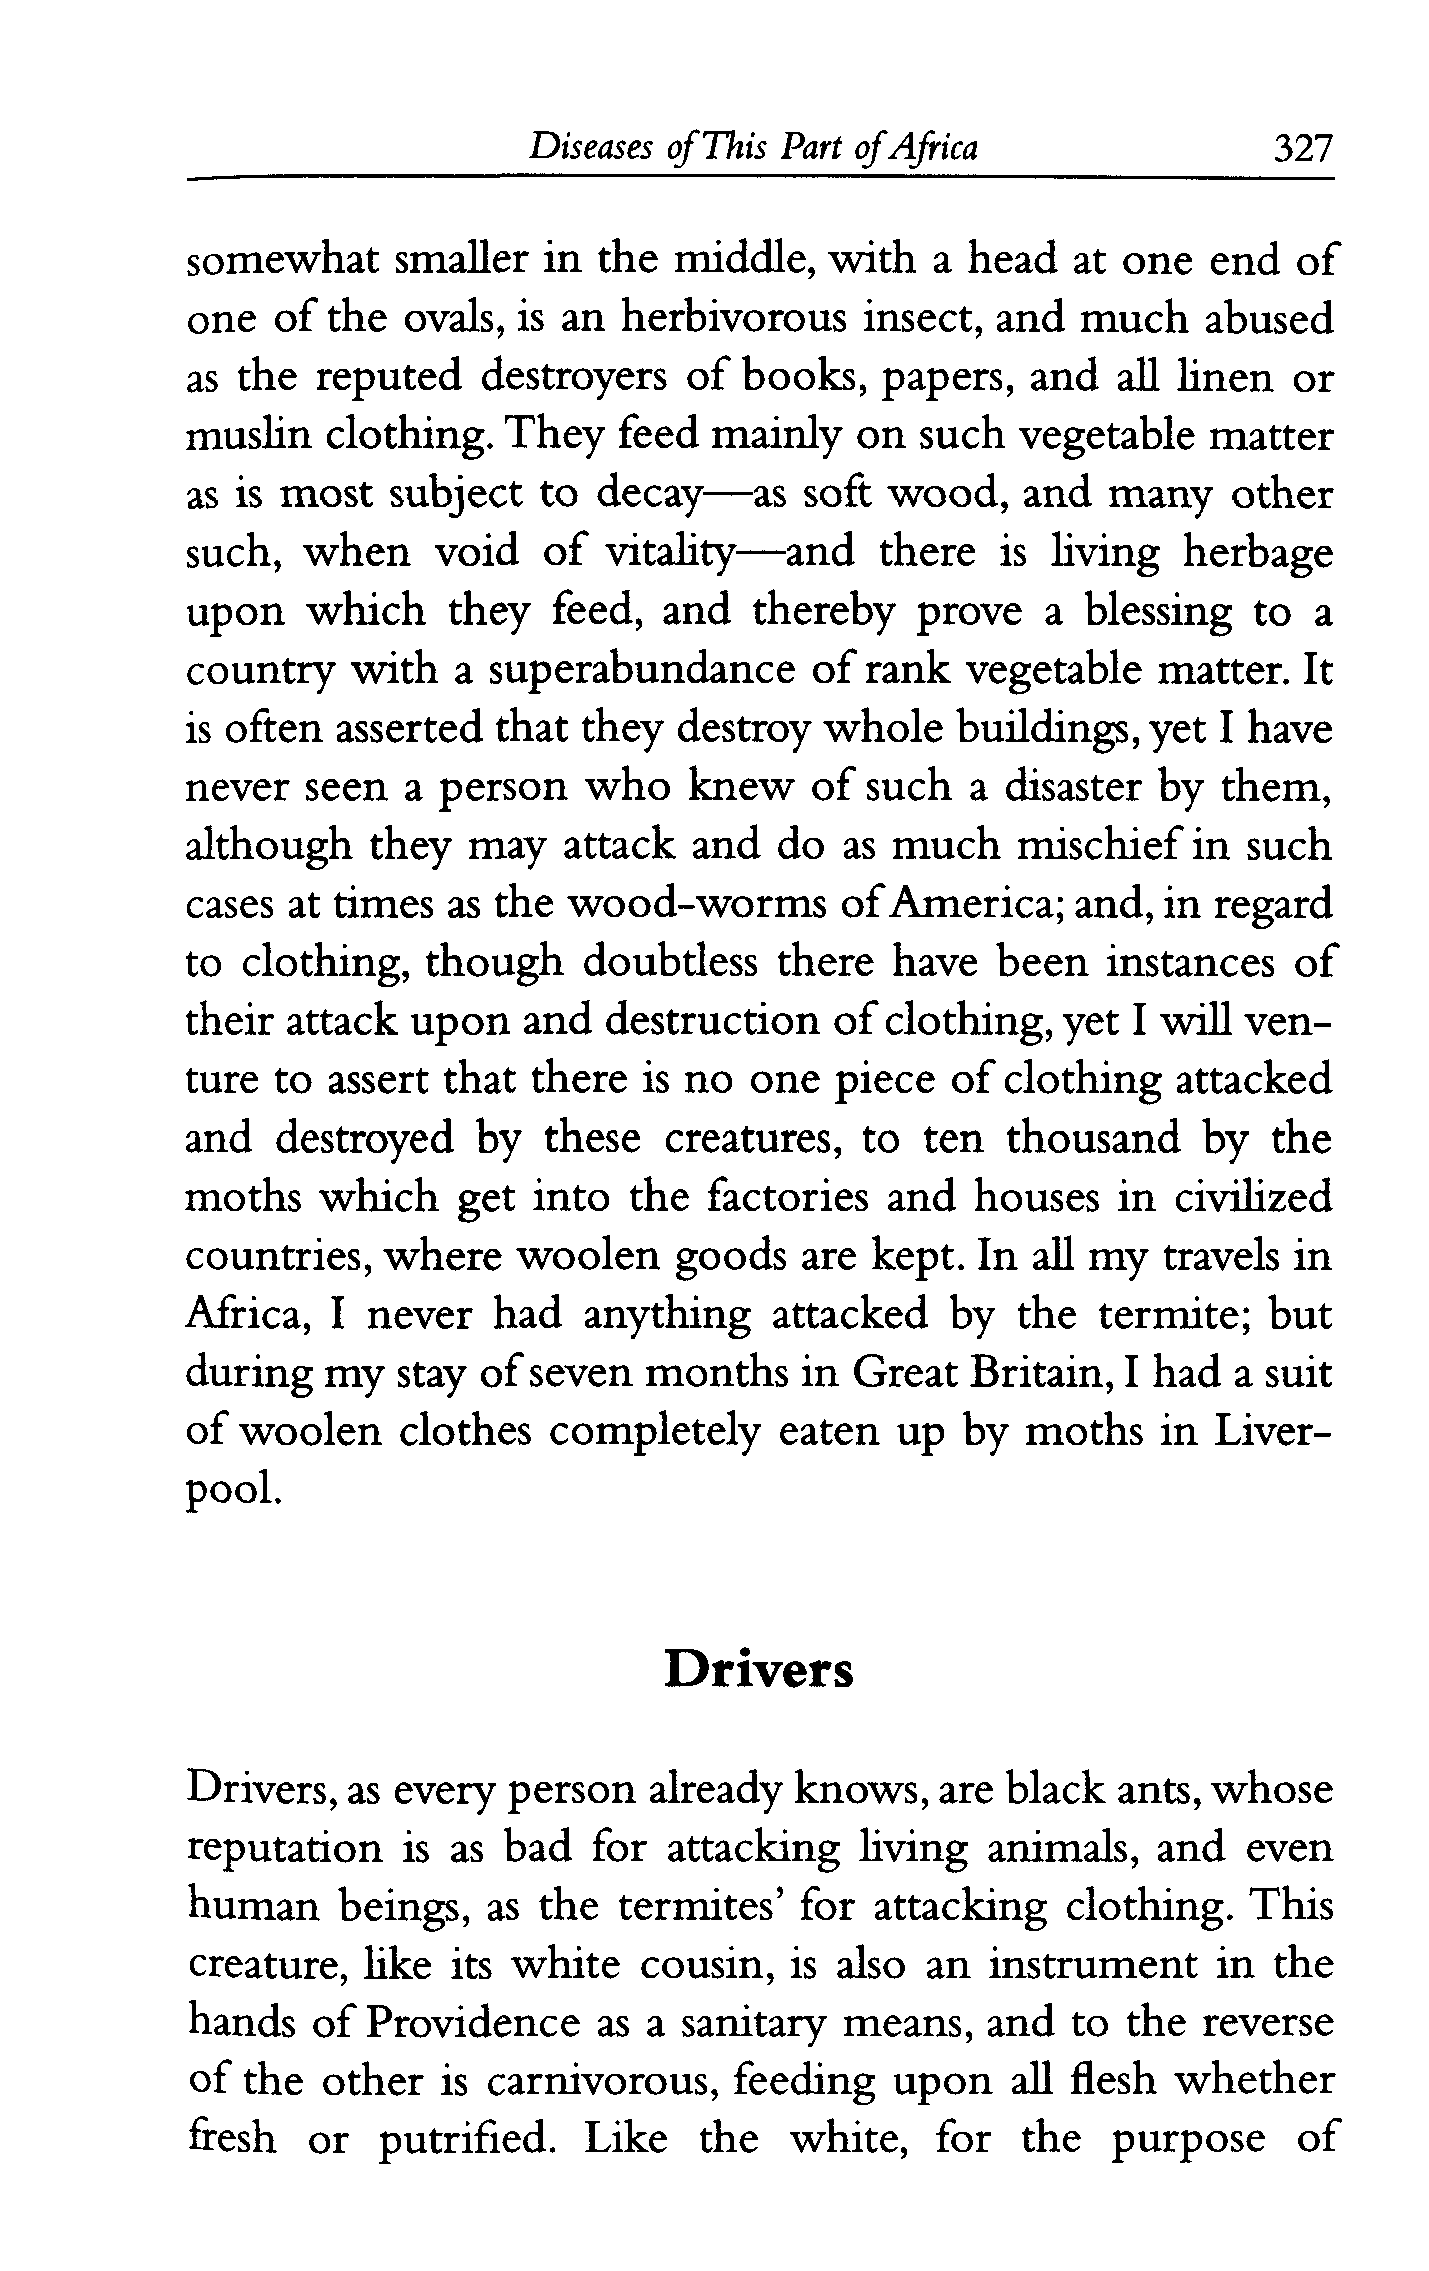 Diseases of This Part of Africa 327
somewhat smaller in the middle, with a head at one end of
one of the ovals, is an herbivorous insect, and much abused
as the reputed destroyers of books, papers, and all linen or
muslin clothing. They feed mainly on such vegetable matter
as is most subject to decay—as soft wood, and many other
such, when void of vitality—and there is living herbage
upon which they feed, and thereby prove a blessing to a
country with a superabundance of rank vegetable matter. It
is often asserted that they destroy whole buildings, yet I have
never seen a person who knew of such a disaster by them,
although they may attack and do as much mischief in such
cases at times as the wood-worms of America; and, in regard
to clothing, though doubtless there have been instances of
their attack upon and destruction of clothing, yet I will ven-
ture to assert that there is no one piece of clothing attacked
and destroyed by these creatures, to ten thousand by the
moths which get into the factories and houses in civilized
countries, where woolen goods are kept. In all my travels in
Africa, I never had anything attacked by the termite; but
during my stay of seven months in Great Britain, I had a suit
of woolen clothes completely eaten up by moths in Liver-
pool.
Drivers
Drivers, as every person already knows, are black ants, whose
reputation is as bad for attacking living animals, and even
human beings, as the termites’ for attacking clothing. This
creature, like its white cousin, is also an instrument in the
hands of Providence as a sanitary means, and to the reverse
of the other is carnivorous, feeding upon all flesh whether
fresh or putrified. Like the white, for the purpose of